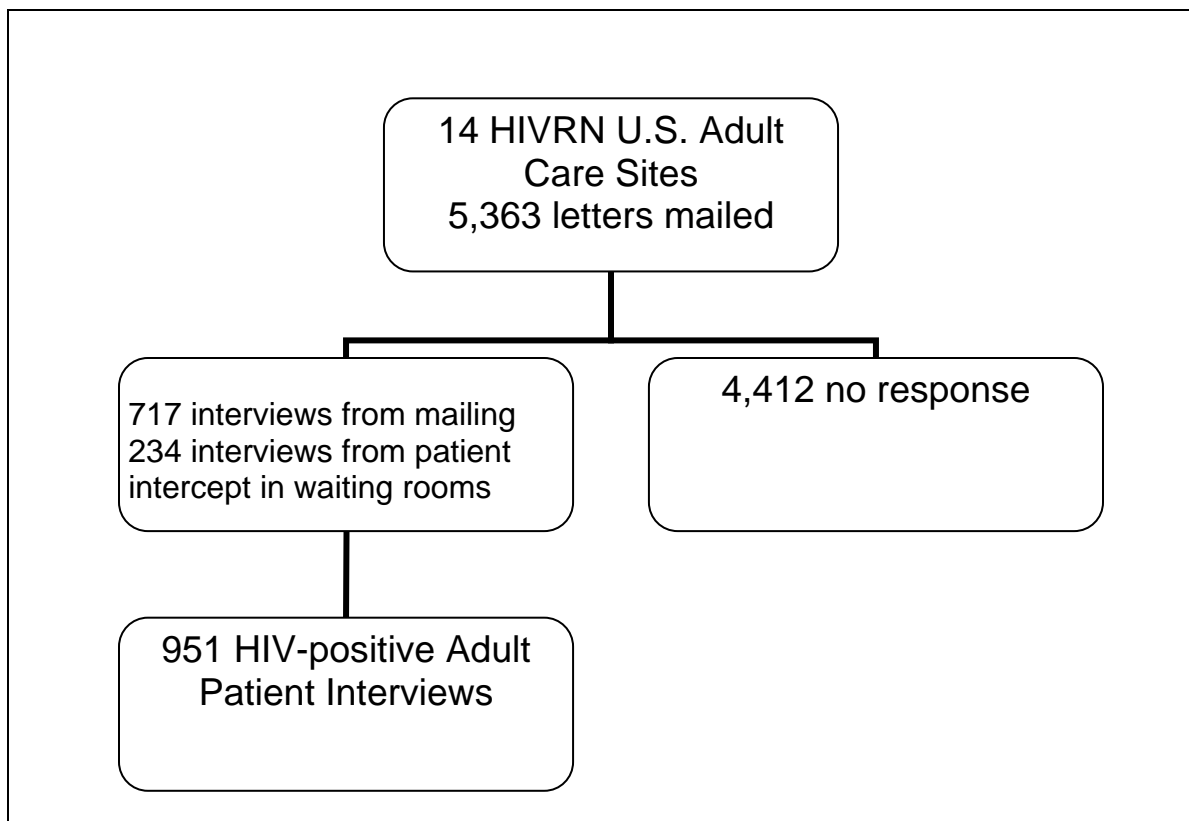 14 HIVRN U.S. Adult
Care Sites
5,363 letters mailed
717 interviews from mailing
234 interviews from patient
intercept in waiting rooms
4,412 no response
951 HIV-positive Adult
Patient Interviews